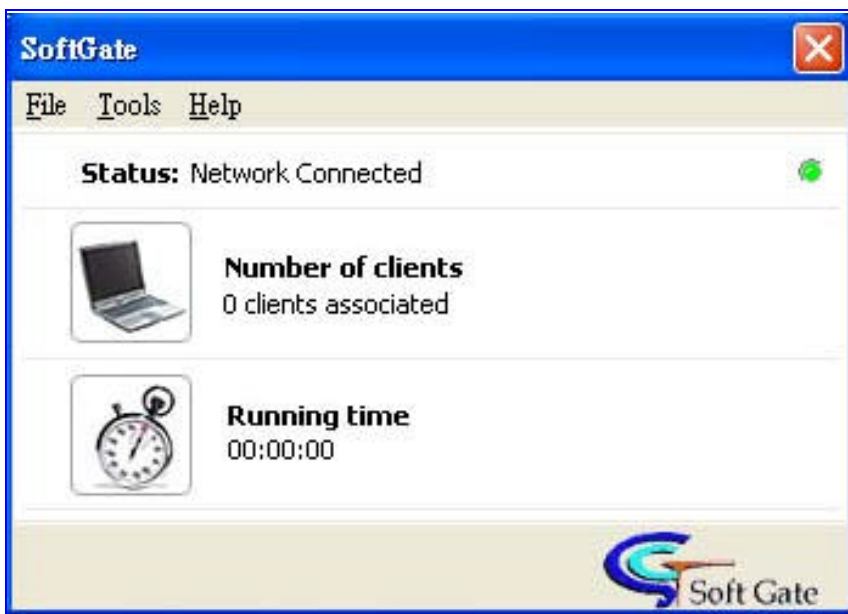 SoftGate
File Tools Help
Status: Network Connected
Number of clients
0 clients associated
Running time
00:00:00
Soft Gate